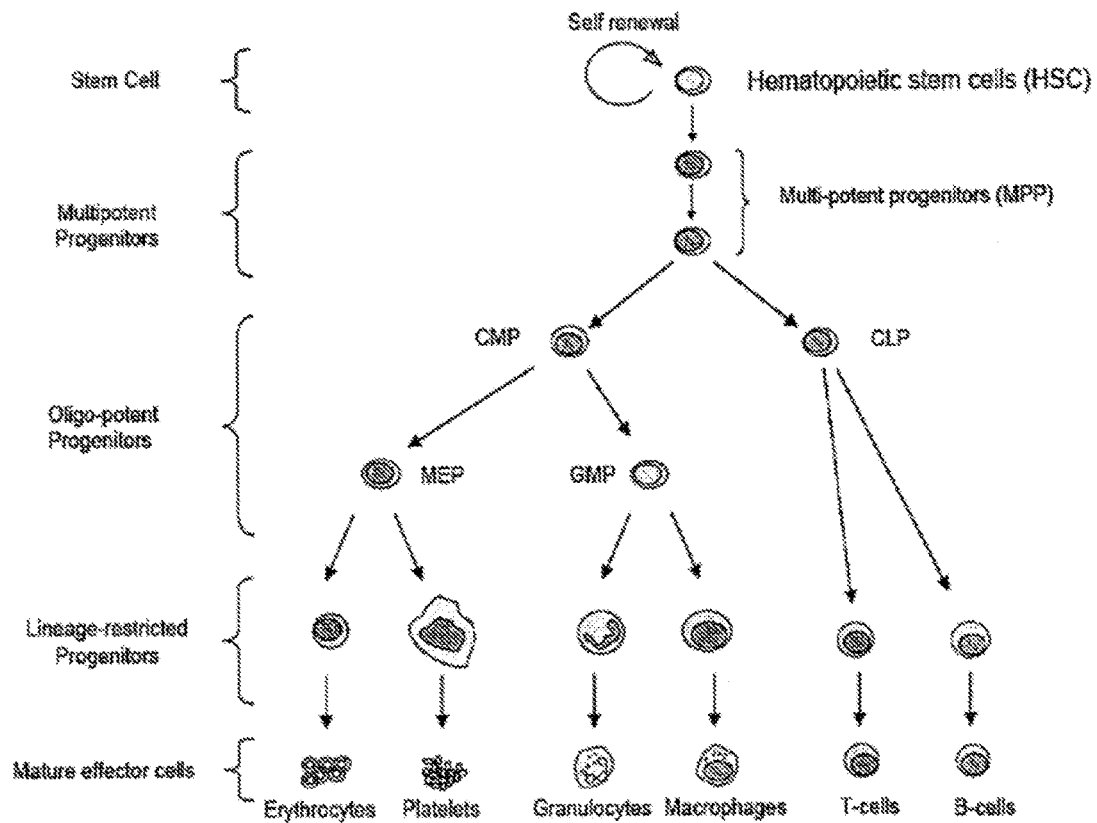 Self renewal
Stem Cell
Hematopoietic stem cells (HSC)
Multipotent
Progenitors
Multi-potent progenitors (MPP)
CMP
CLP
Oligo-potent
Progenitors
MEP
GMP
Lineage-restricted
Progenitors
Mature effector cells
Erythrocytes
Platelets
Granulocytes
Macrophages
T-cells
B-cells